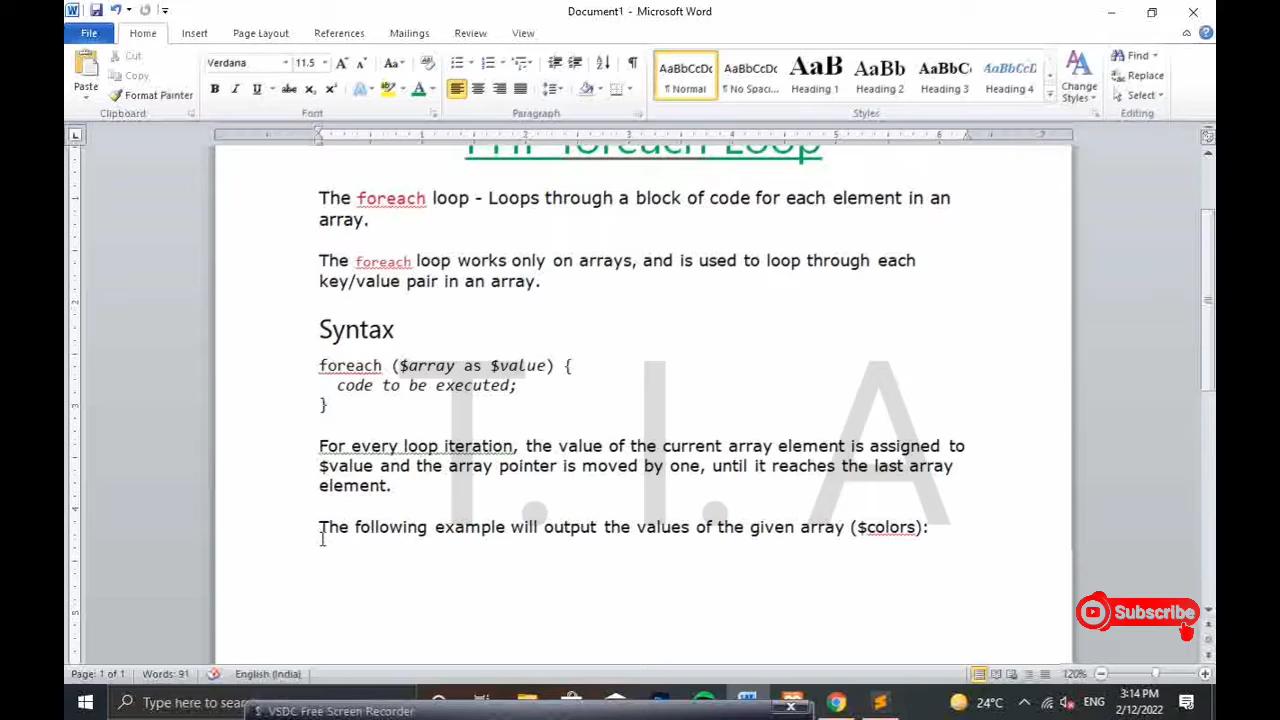 Document1 - Microsoft Word
File Home Insert Page Layout References Mailings Review View
Paste
Cut
Copy
Format Painter
Clipboard
Verdana 11.5
Font
Paragraph
AaBbCcDc AaBbCcDc AaB AaBb AaBbC AaBbCcD
¶ Normal ¶ No Spaci... Heading 1 Heading 2 Heading 3 Heading 4
Change Styles
Styles
Find
Replace
Select
Editing
PHP foreach Loop
The foreach loop - Loops through a block of code for each element in an
array.
The foreach loop works only on arrays, and is used to loop through each
key/value pair in an array.
Syntax
foreach ($array as $value) {
code to be executed;
}
T. I. A
For every loop iteration, the value of the current array element is assigned to
$value and the array pointer is moved by one, until it reaches the last array
element.
The following example will output the values of the given array ($colors):
Subscribe
Page: 1 of 1 Words: 91 English (India) 120%
Type here to sear
24°C ENG 3:14 PM
2/12/2022
VSDC Free Screen Recorder